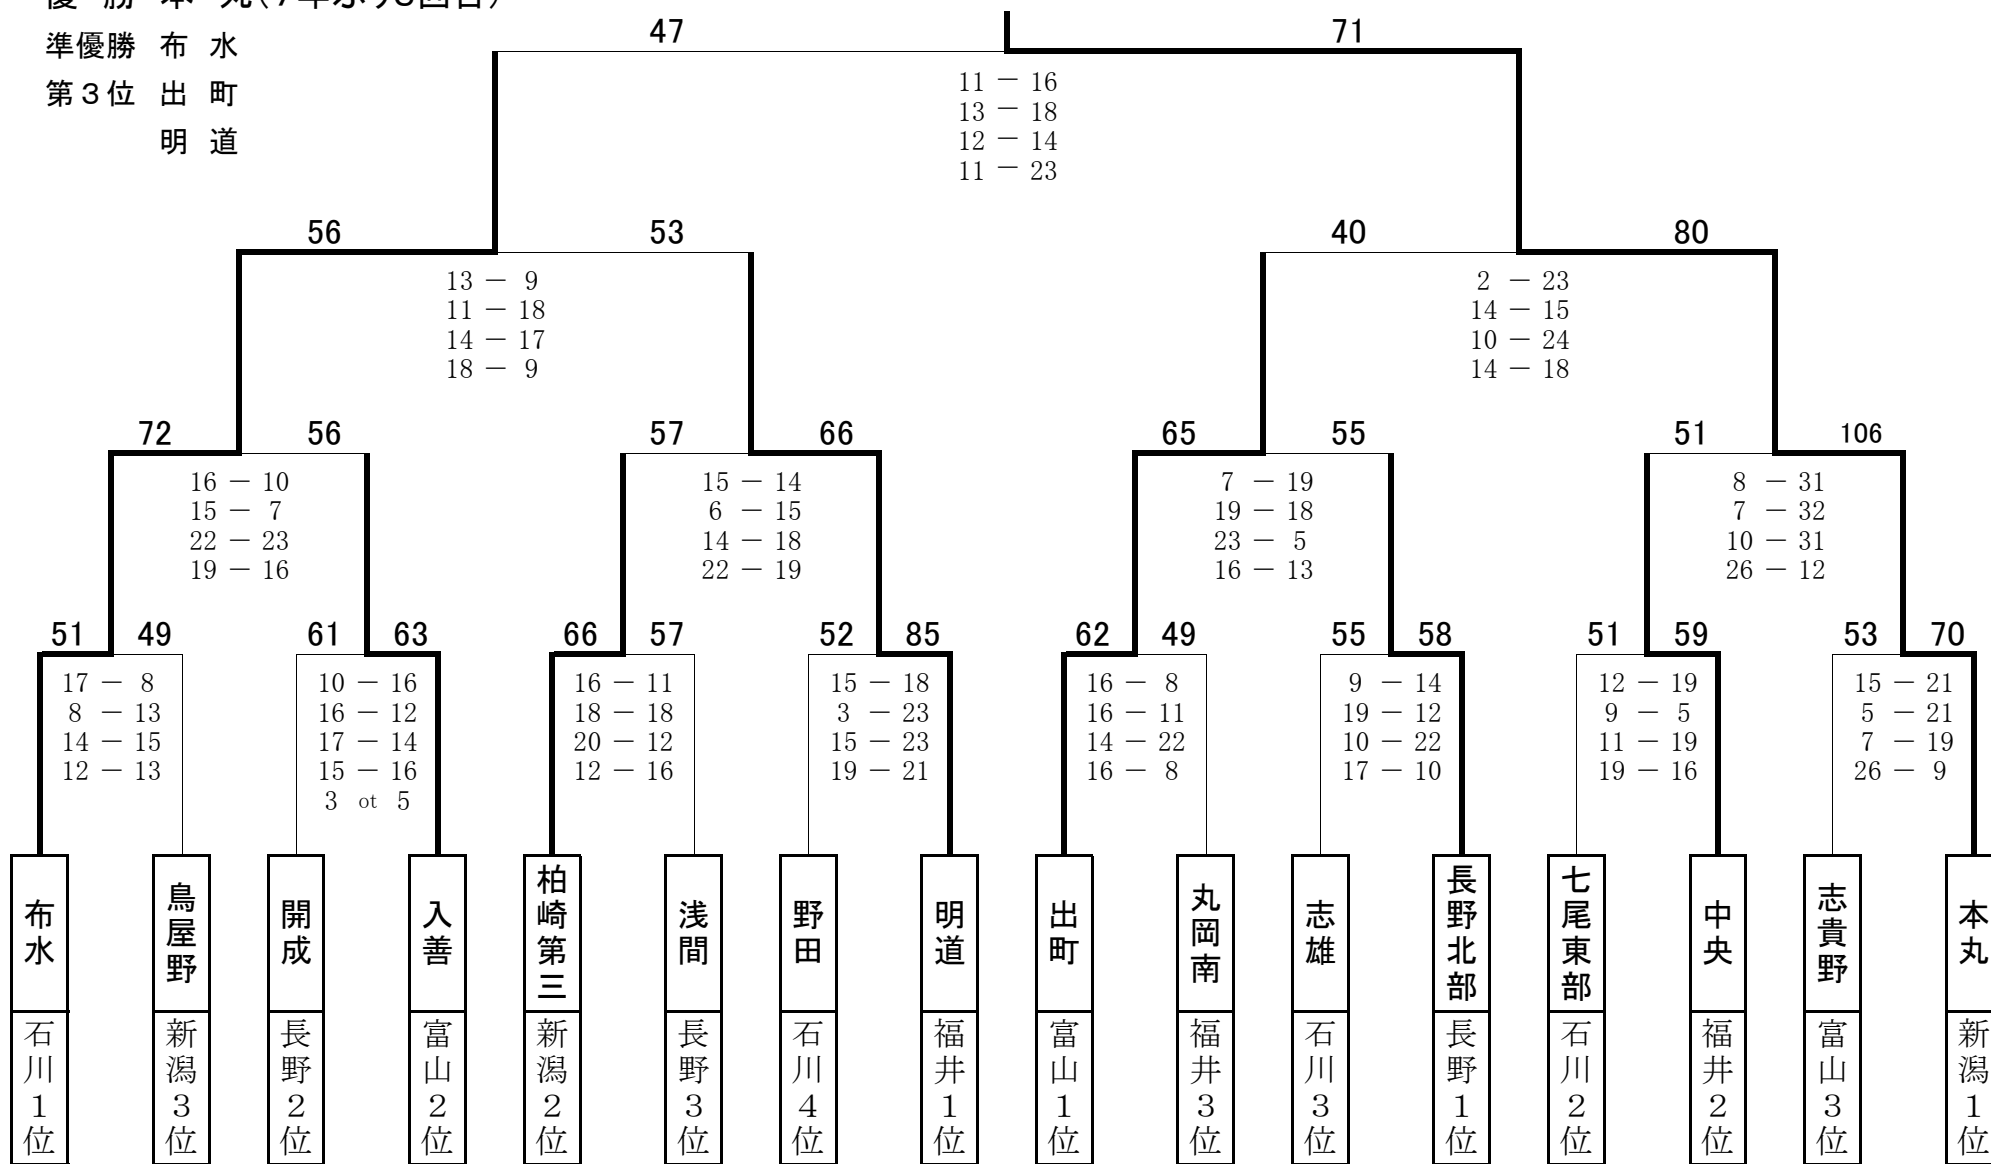 優 勝 本 丸(7年ぶり3回目)
準優勝 布 水
第3位 出 町
明 道
47 71
11 － 16
13 － 18
12 － 14
11 － 23
56 53
13 － 9
11 － 18
14 － 17
18 － 9
40 80
2 － 23
14 － 15
10 － 24
14 － 18
72 56
16 － 10
15 － 7
22 － 23
19 － 16
57 66
15 － 14
6 － 15
14 － 18
22 － 19
65 55
7 － 19
19 － 18
23 － 5
16 － 13
51 106
8 － 31
7 － 32
10 － 31
26 － 12
51 49
17 － 8
8 － 13
14 － 15
12 － 13
61 63
10 － 16
16 － 12
17 － 14
15 － 16
3 ot 5
66 57
16 － 11
18 － 18
20 － 12
12 － 16
52 85
15 － 18
3 － 23
15 － 23
19 － 21
62 49
16 － 8
16 － 11
14 － 22
16 － 8
55 58
9 － 14
19 － 12
10 － 22
17 － 10
51 59
12 － 19
9 － 5
11 － 19
19 － 16
53 70
15 － 21
5 － 21
7 － 19
26 － 9
布水
石川1位
鳥屋野
新潟3位
開成
長野2位
入善
富山2位
柏崎第三
新潟2位
浅間
長野3位
野田
石川4位
明道
福井1位
出町
富山1位
丸岡南
福井3位
志雄
石川3位
長野北部
長野1位
七尾東部
石川2位
中央
福井2位
志貴野
富山3位
本丸
新潟1位